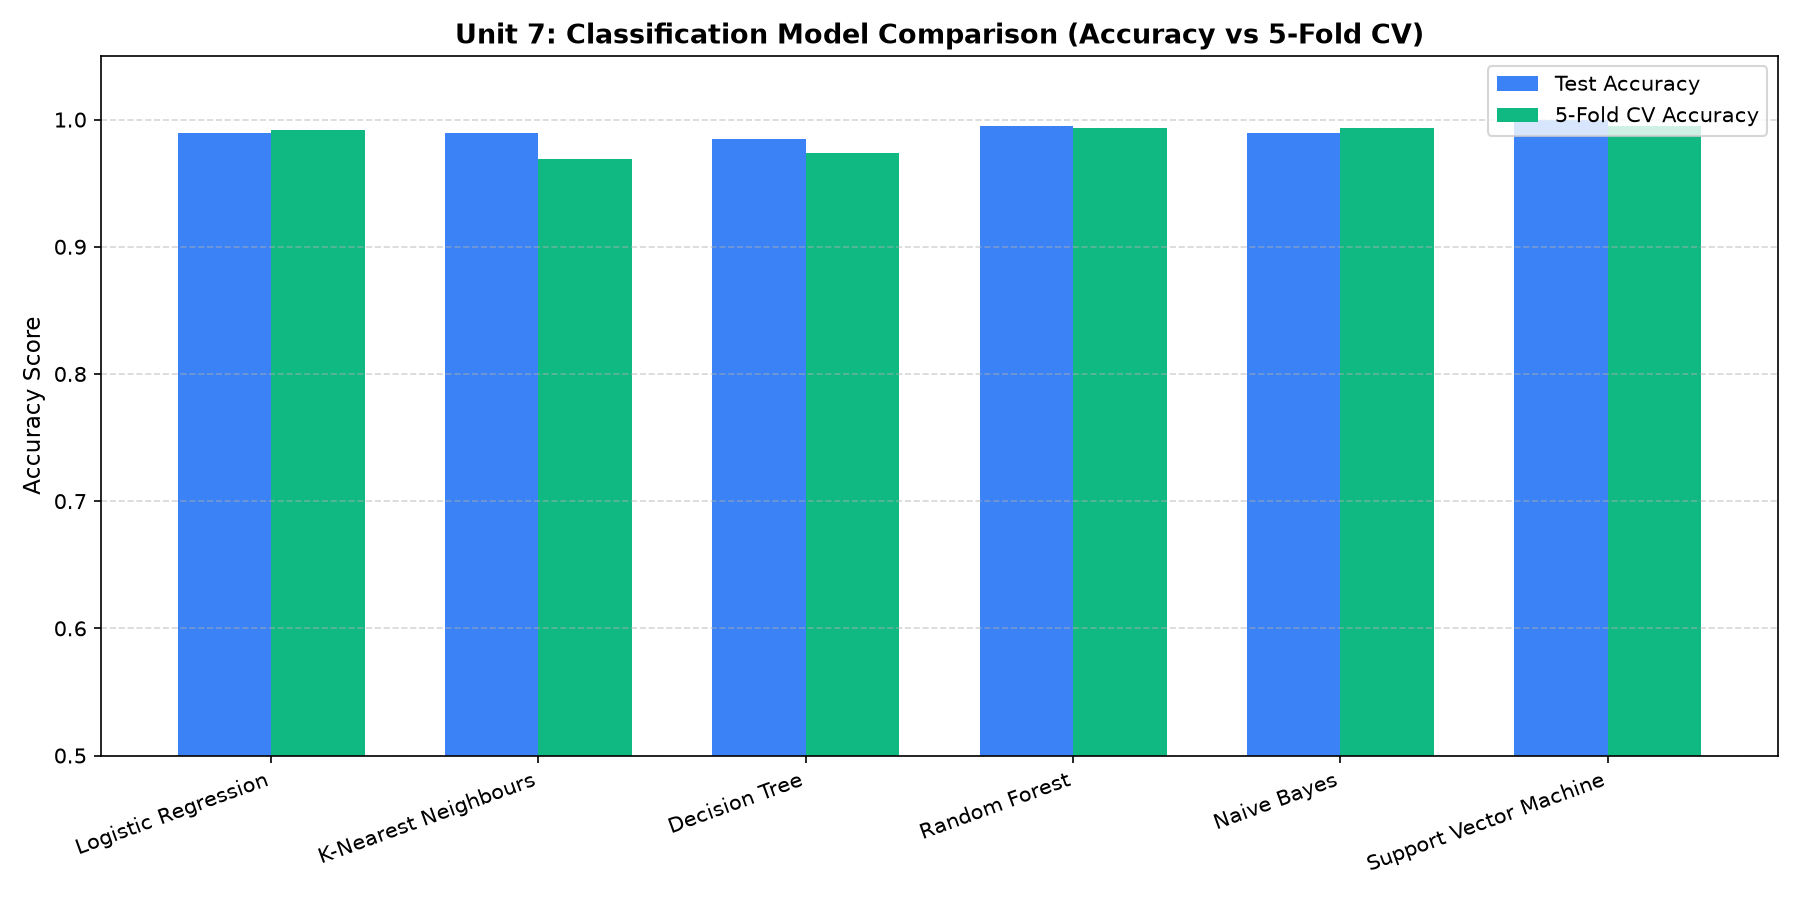 Unit 7: Classification Model Comparison (Accuracy vs 5-Fold CV)
Test Accuracy
5-Fold CV Accuracy
Accuracy Score
1.0
0.9
0.8
0.7
0.6
0.5
Logistic Regression
K-Nearest Neighbours
Decision Tree
Random Forest
Naive Bayes
Support Vector Machine